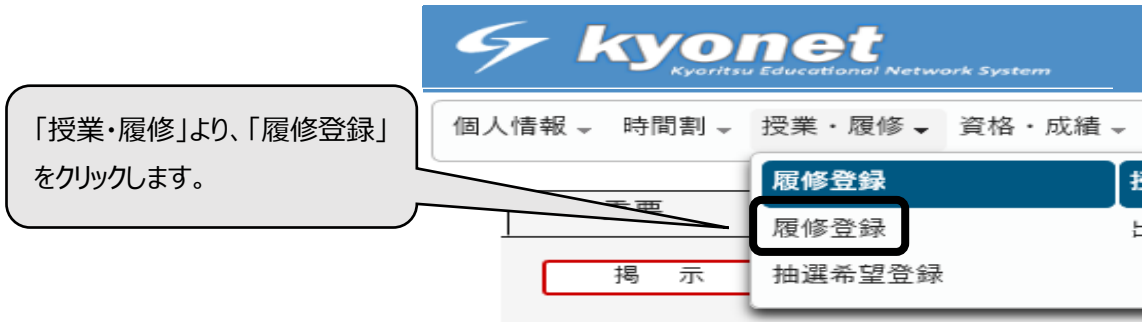 kyonet
Kyoritsu Educational Network System
「授業・履修」より、「履修登録」
をクリックします。
個人情報 時間割 授業・履修 資格・成績
履修登録
重要
履修登録
掲 示
抽選希望登録